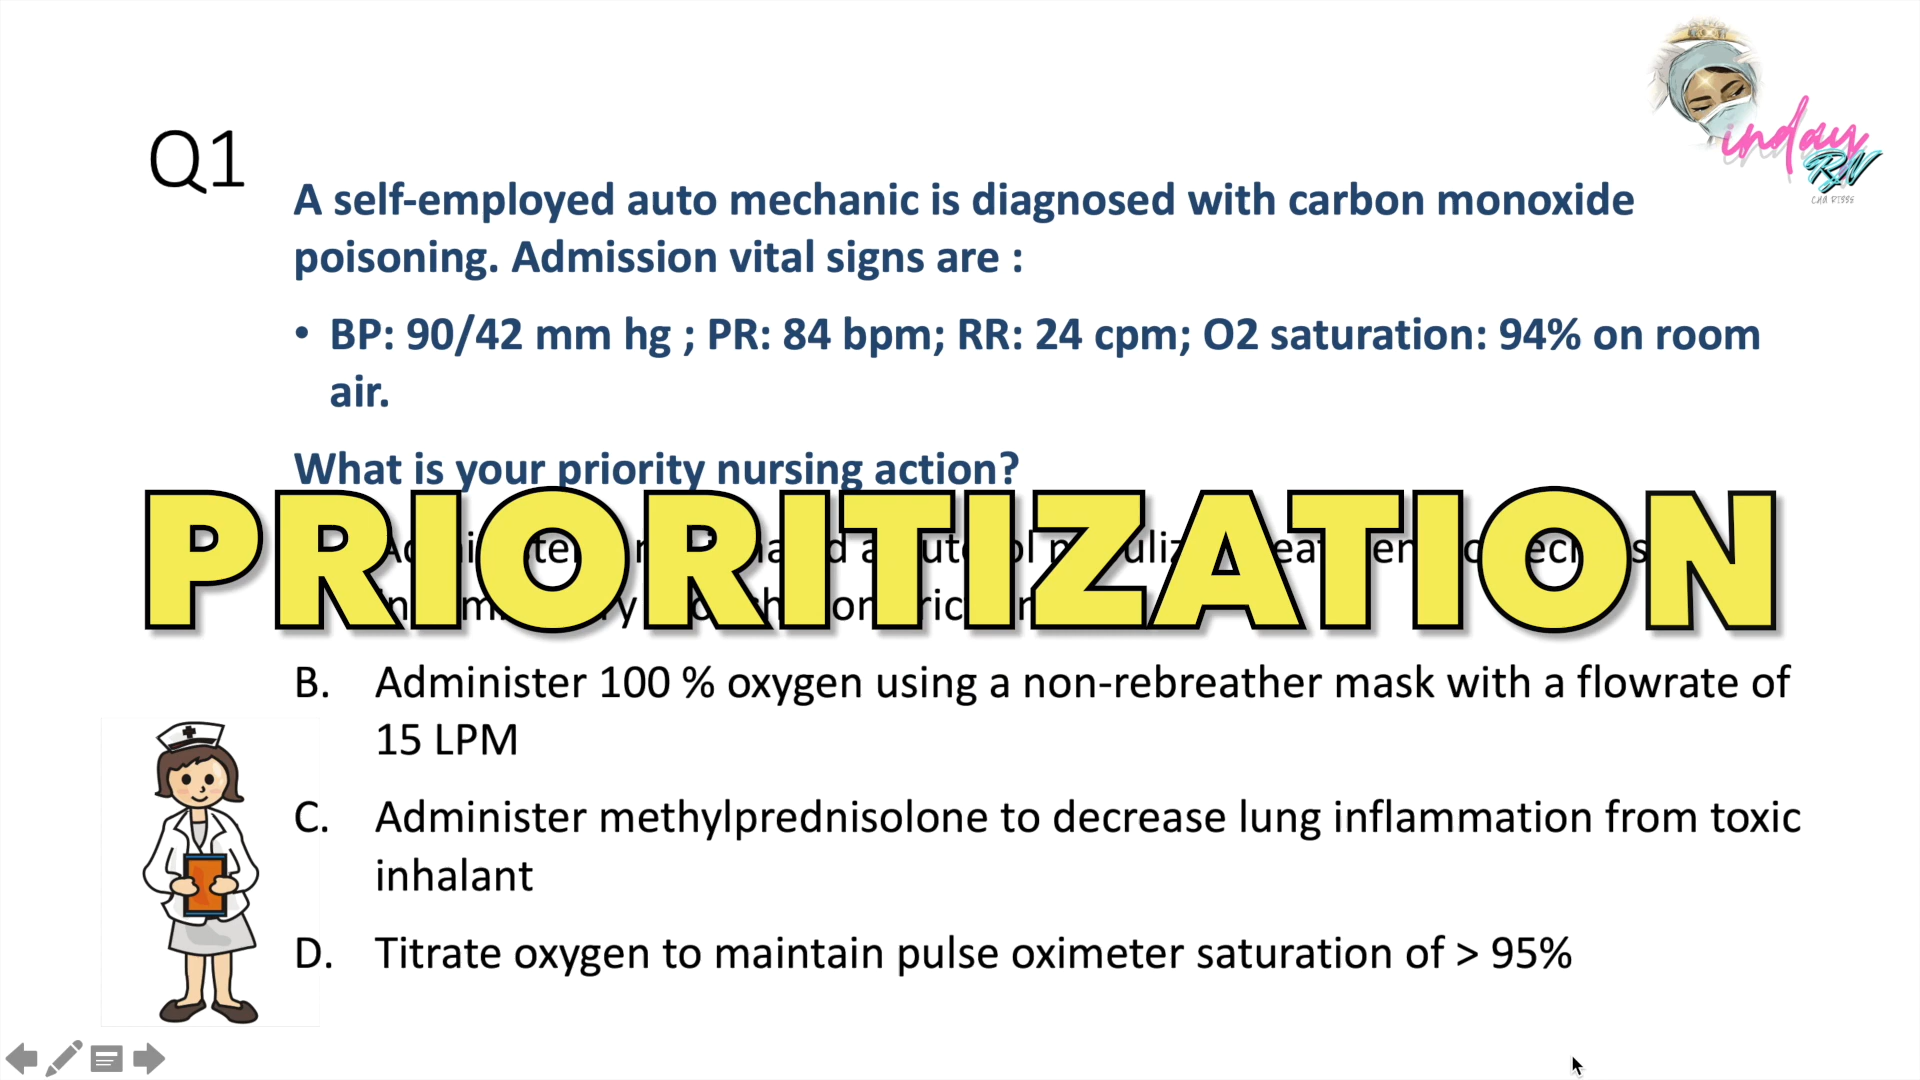 Q1
A self-employed auto mechanic is diagnosed with carbon monoxide
poisoning. Admission vital signs are :
• BP: 90/42 mm hg ; PR: 84 bpm; RR: 24 cpm; O2 saturation: 94% on room
air.
What is your priority nursing action?
PRIORITIZATION
B. Administer 100 % oxygen using a non-rebreather mask with a flowrate of
15 LPM
C. Administer methylprednisolone to decrease lung inflammation from toxic
inhalant
D. Titrate oxygen to maintain pulse oximeter saturation of > 95%
inday
RN